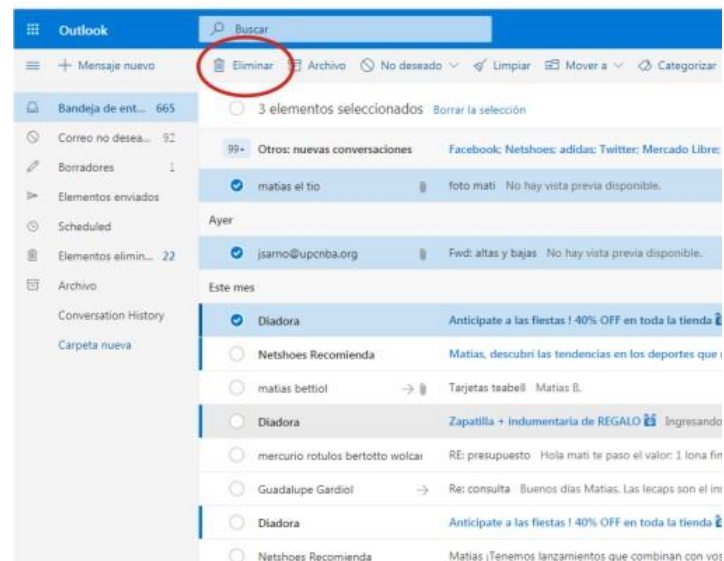 Outlook
Buscar
Mensaje nuevo
Eliminar Archivo No deseado Limpiar Mover a Categorizar
3 elementos seleccionados Borrar la selección
Bandeja de ent... 665
Correo no desea... 92
Borradores 1
Elementos enviados
Scheduled
Elementos elimin... 22
Archivo
Conversation History
Carpeta nueva
99+ Otros: nuevas conversaciones Facebook; Netshoes; adidas; Twitter; Mercado Libre;
matias el tio foto mati No hay vista previa disponible.
Ayer
jsarno@upcnba.org Fwd: altas y bajas No hay vista previa disponible.
Este mes
Diadora Anticipate a las fiestas ! 40% OFF en toda la tienda
Netshoes Recomienda Matias, descubrí las tendencias en los deportes que
matias bettiol Tarjetas teabell Matias B.
Diadora Zapatilla + indumentaria de REGALO Ingresando
mercurio rotulos bertotto wolcar RE: presupuesto Hola mati te paso el valor: 1 lona fin
Guadalupe Gardiol Re: consulta Buenos días Matias, Las lecaps son el ins
Diadora Anticipate a las fiestas ! 40% OFF en toda la tienda
Netshoes Recomienda Matias ¡Tenemos lanzamientos que combinan con vos